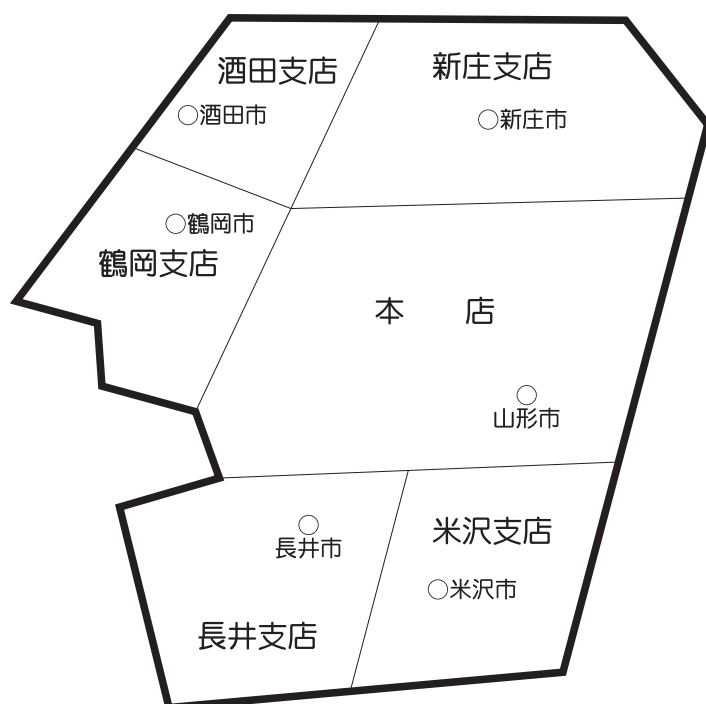 酒田支店
○酒田市
新庄支店
○新庄市
○鶴岡市
鶴岡支店
本　店
○
山形市
○
長井市
長井支店
米沢支店
○米沢市